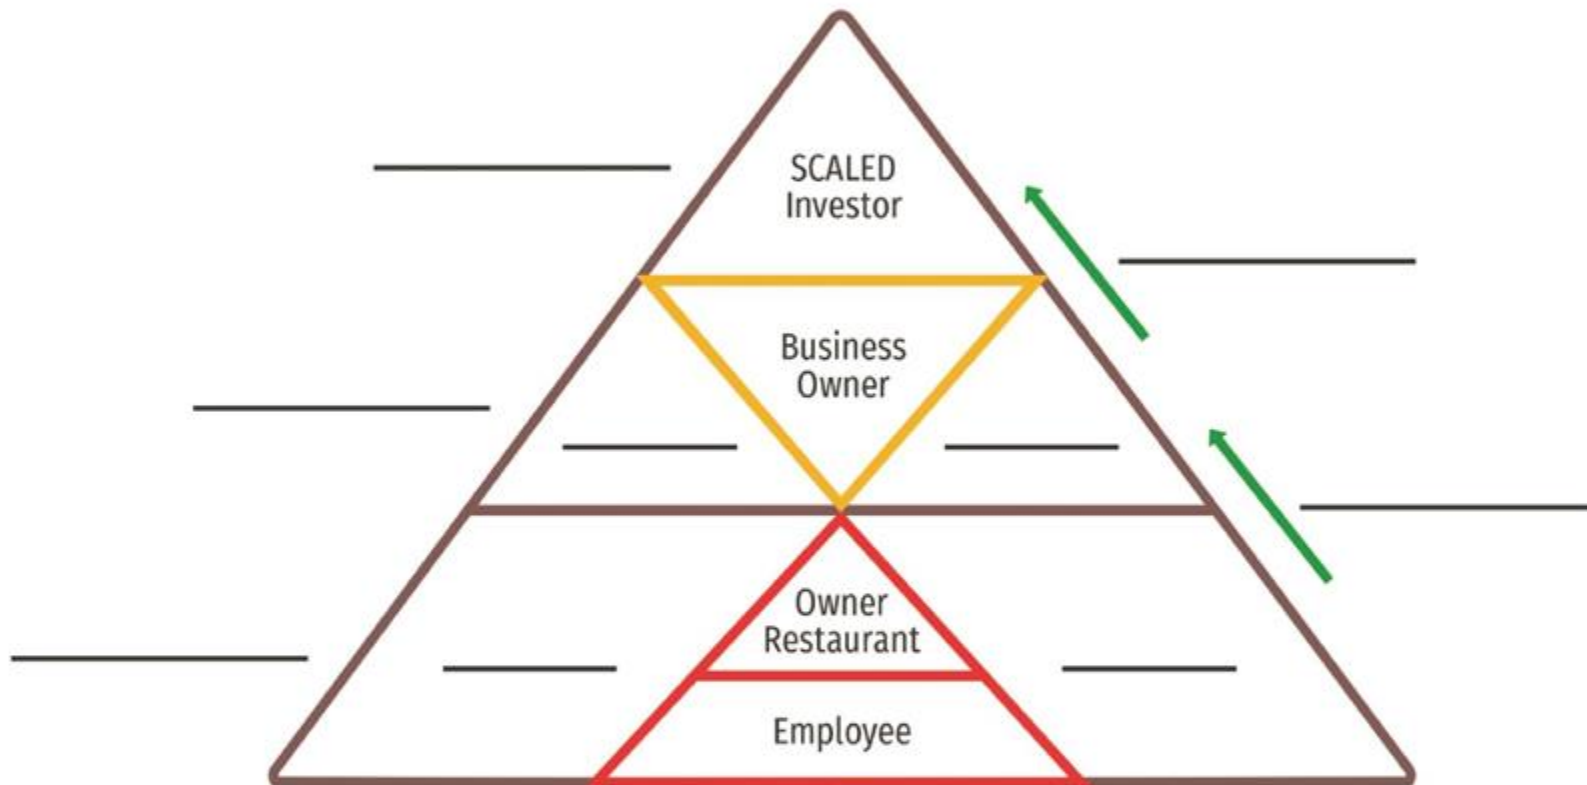 SCALED
Investor
Business
Owner
Owner
Restaurant
Employee